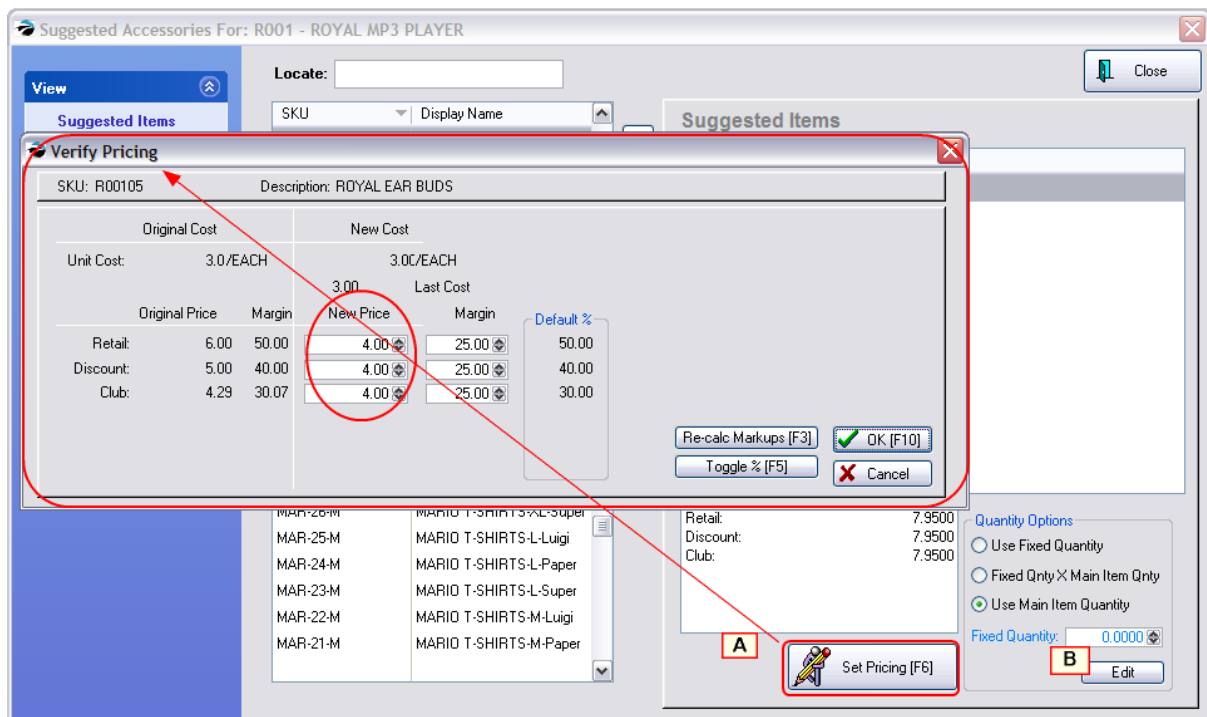 Suggested Accessories For: R001 - ROYAL MP3 PLAYER
Close
Locate:
View
Suggested Items
SKU Display Name
Suggested Items
Verify Pricing
SKU: R00105 Description: ROYAL EAR BUDS
Original Cost New Cost
Unit Cost: 3.0/EACH 3.00/EACH
3.00 Last Cost
Original Price Margin New Price Margin Default %
Retail: 6.00 50.00 4.00 25.00 50.00
Discount: 5.00 40.00 4.00 25.00 40.00
Club: 4.29 30.07 4.00 25.00 30.00
Re-calc Markups [F3] OK [F10]
Toggle % [F5] Cancel
MAR-26-M MARIO T-SHIRTS-XL-Super
MAR-25-M MARIO T-SHIRTS-L-Luigi
MAR-24-M MARIO T-SHIRTS-L-Paper
MAR-23-M MARIO T-SHIRTS-L-Super
MAR-22-M MARIO T-SHIRTS-M-Luigi
MAR-21-M MARIO T-SHIRTS-M-Paper
Retail: 7.9500
Discount: 7.9500
Club: 7.9500
Quantity Options
Use Fixed Quantity
Fixed Qnty X Main Item Qnty
Use Main Item Quantity
Fixed Quantity: 0.0000
A
Set Pricing [F6]
B
Edit